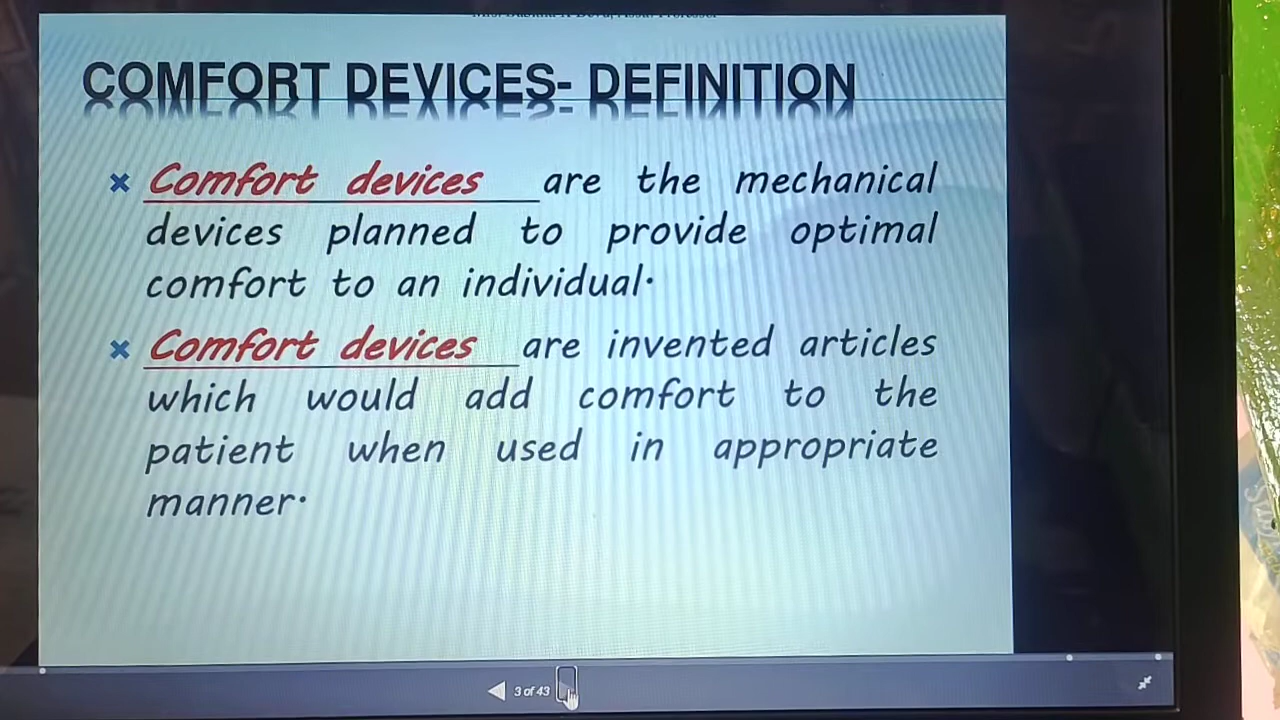 COMFORT DEVICES- DEFINITION
Comfort devices are the mechanical
devices planned to provide optimal
comfort to an individual.
Comfort devices are invented articles
which would add comfort to the
patient when used in appropriate
manner.
3 of 43